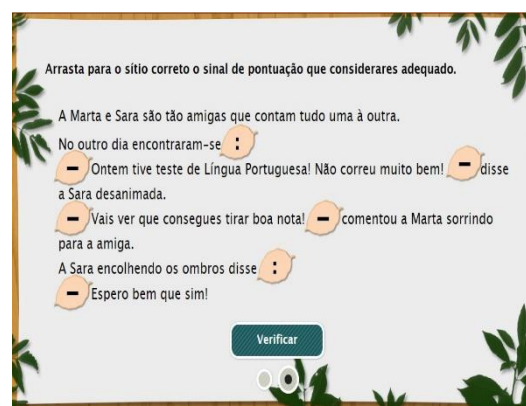 Arrasta para o sítio correto o sinal de pontuação que considerares adequado.
A Marta e Sara são tão amigas que contam tudo uma à outra.
No outro dia encontraram-se :
– Ontem tive teste de Língua Portuguesa! Não correu muito bem! – disse
a Sara desanimada.
– Vais ver que consegues tirar boa nota! – comentou a Marta sorrindo
para a amiga.
A Sara encolhendo os ombros disse :
– Espero bem que sim!
Verificar